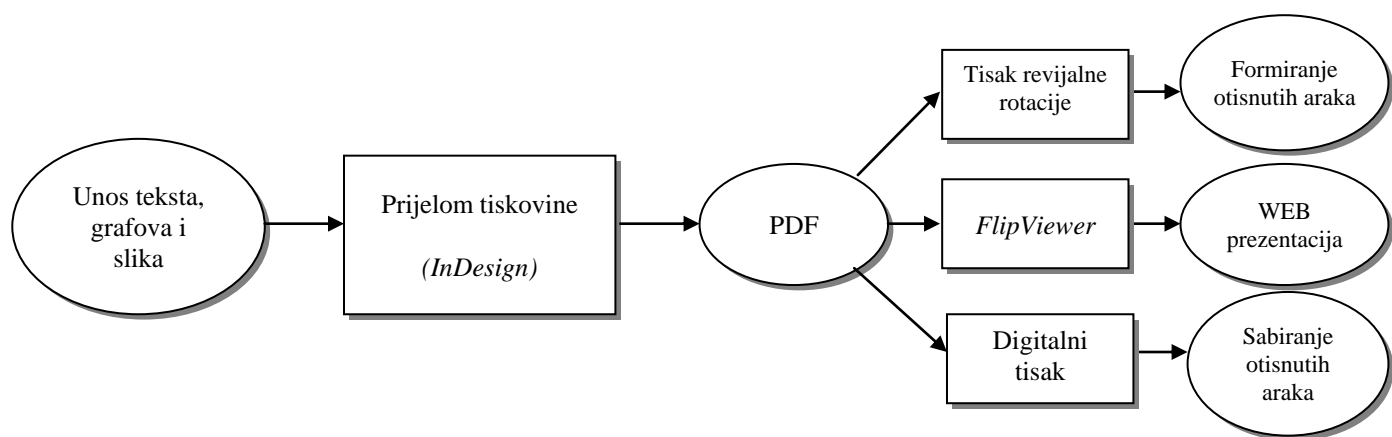 Unos teksta,
grafova i
slika
Prijelom tiskovine
(InDesign)
PDF
Tisak revijalne
rotacije
Formiranje
otisnutih araka
FlipViewer
WEB
prezentacija
Digitalni
tisak
Sabiranje
otisnutih
araka